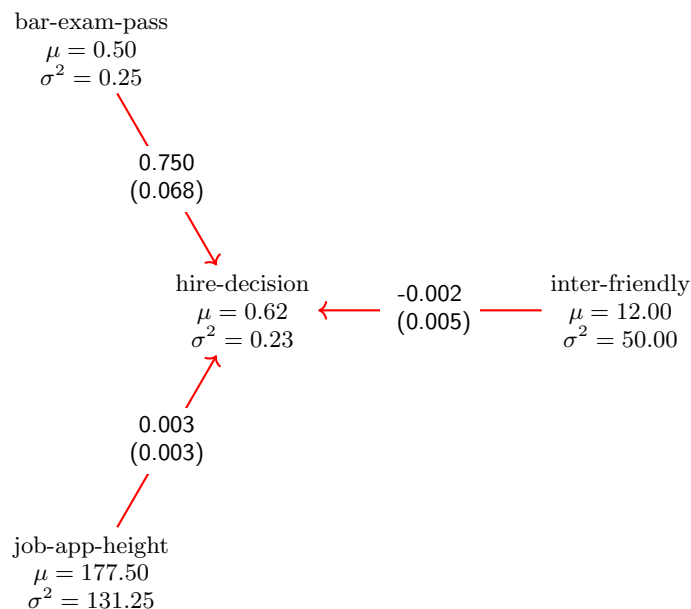 bar-exam-pass
μ = 0.50
σ² = 0.25
0.750
(0.068)
hire-decision
μ = 0.62
σ² = 0.23
-0.002
(0.005)
inter-friendly
μ = 12.00
σ² = 50.00
0.003
(0.003)
job-app-height
μ = 177.50
σ² = 131.25